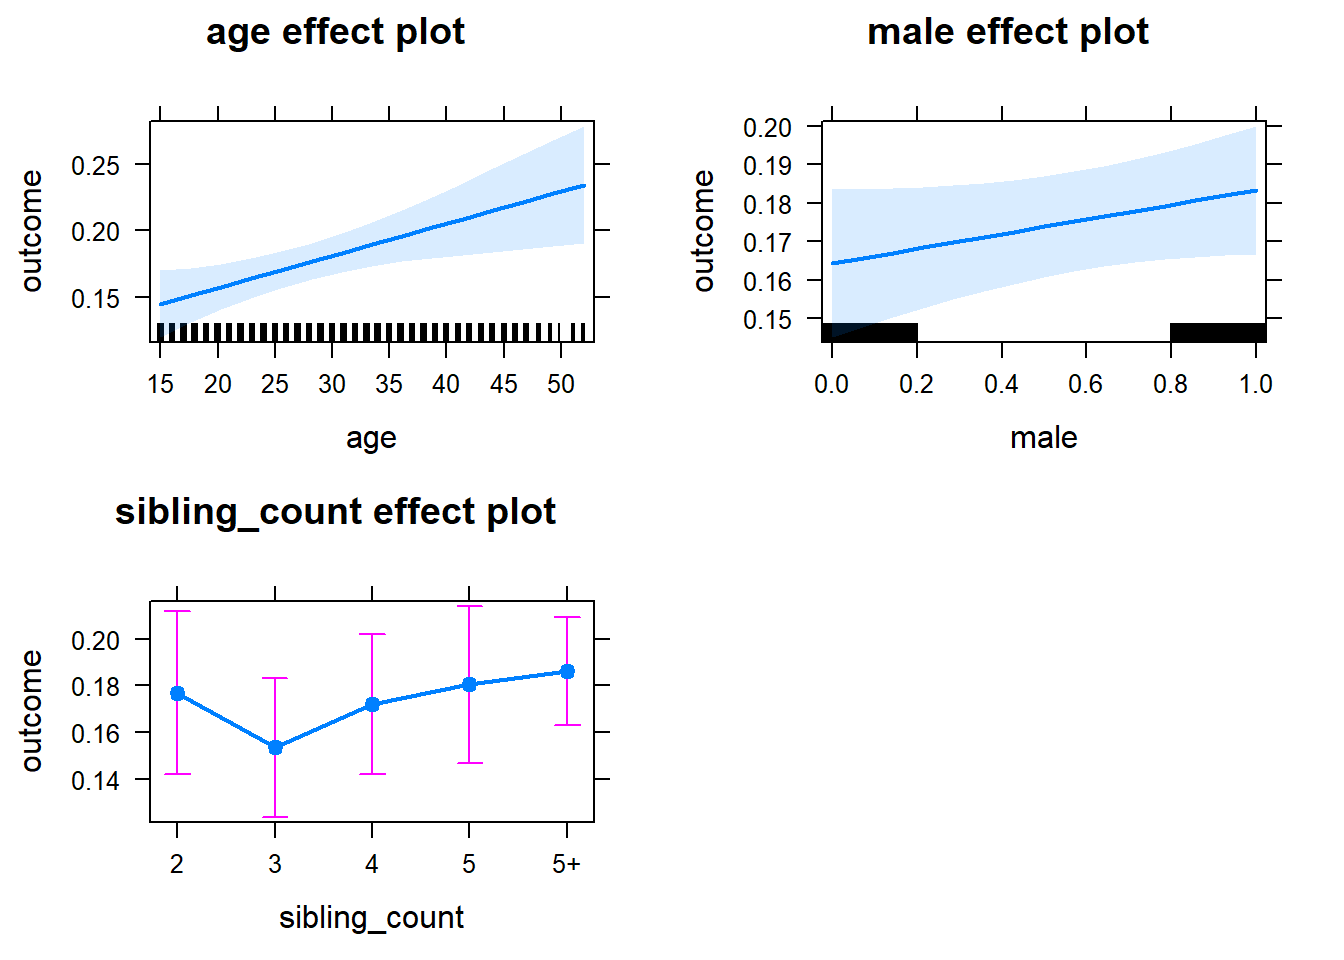 age effect plot
outcome
0.25
0.20
0.15
15 20 25 30 35 40 45 50
age
male effect plot
outcome
0.20
0.19
0.18
0.17
0.16
0.15
0.0 0.2 0.4 0.6 0.8 1.0
male
sibling_count effect plot
outcome
0.20
0.18
0.16
0.14
2 3 4 5 5+
sibling_count